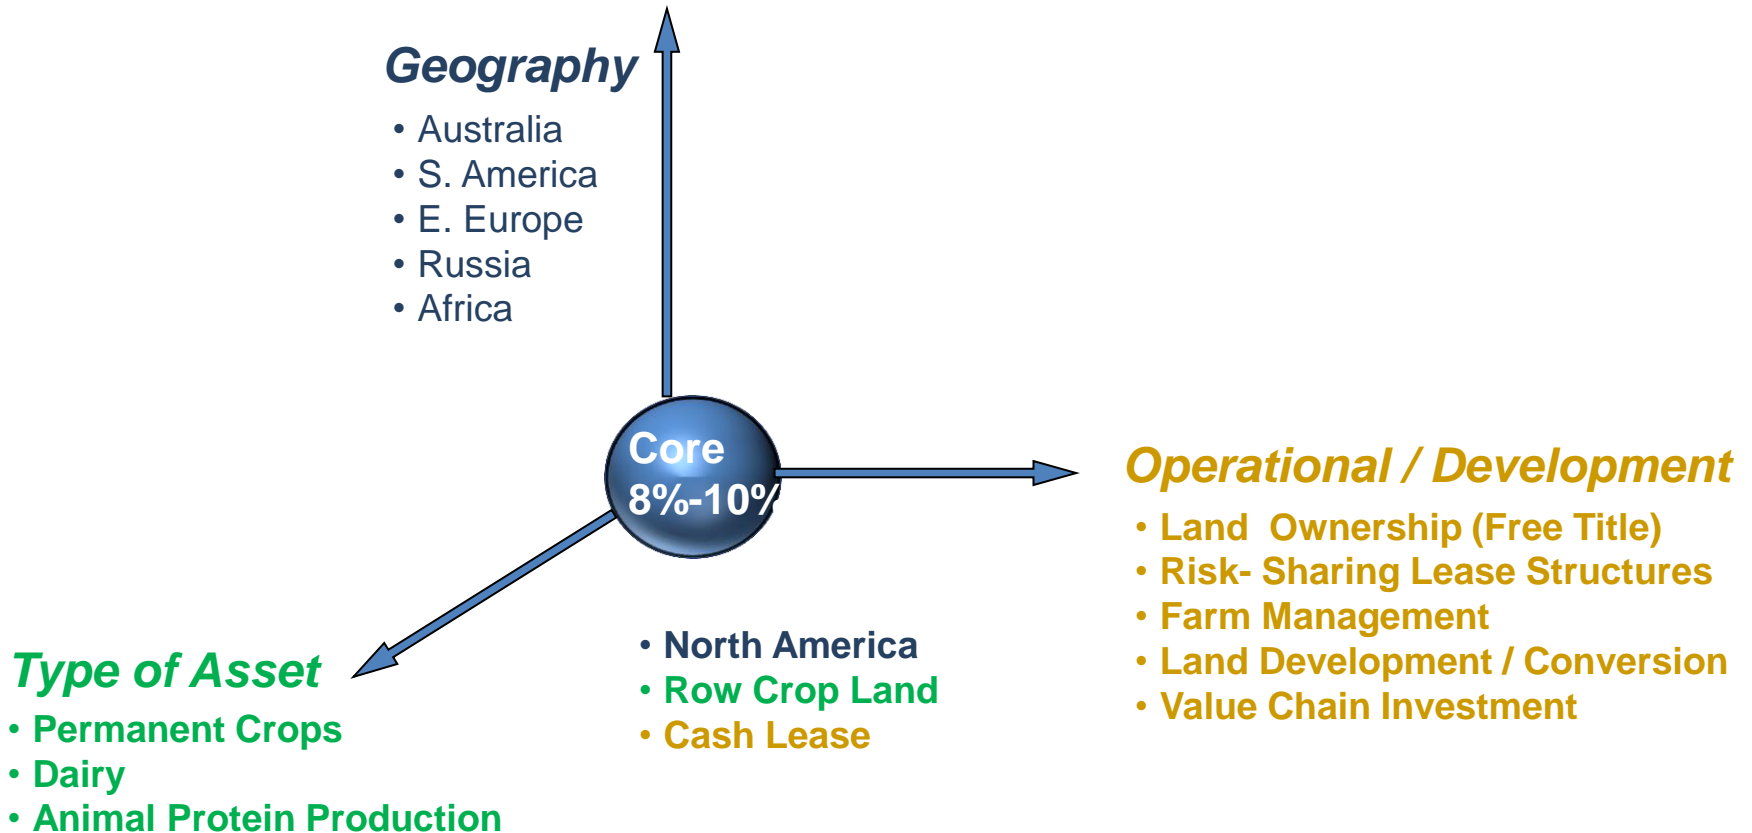 Geography
• Australia
• S. America
• E. Europe
• Russia
• Africa
Core
8%-10%
Operational / Development
• Land  Ownership (Free Title)
• Risk- Sharing Lease Structures
• Farm Management
• Land Development / Conversion
• Value Chain Investment
• North America
• Row Crop Land
• Cash Lease
Type of Asset
• Permanent Crops
• Dairy
• Animal Protein Production